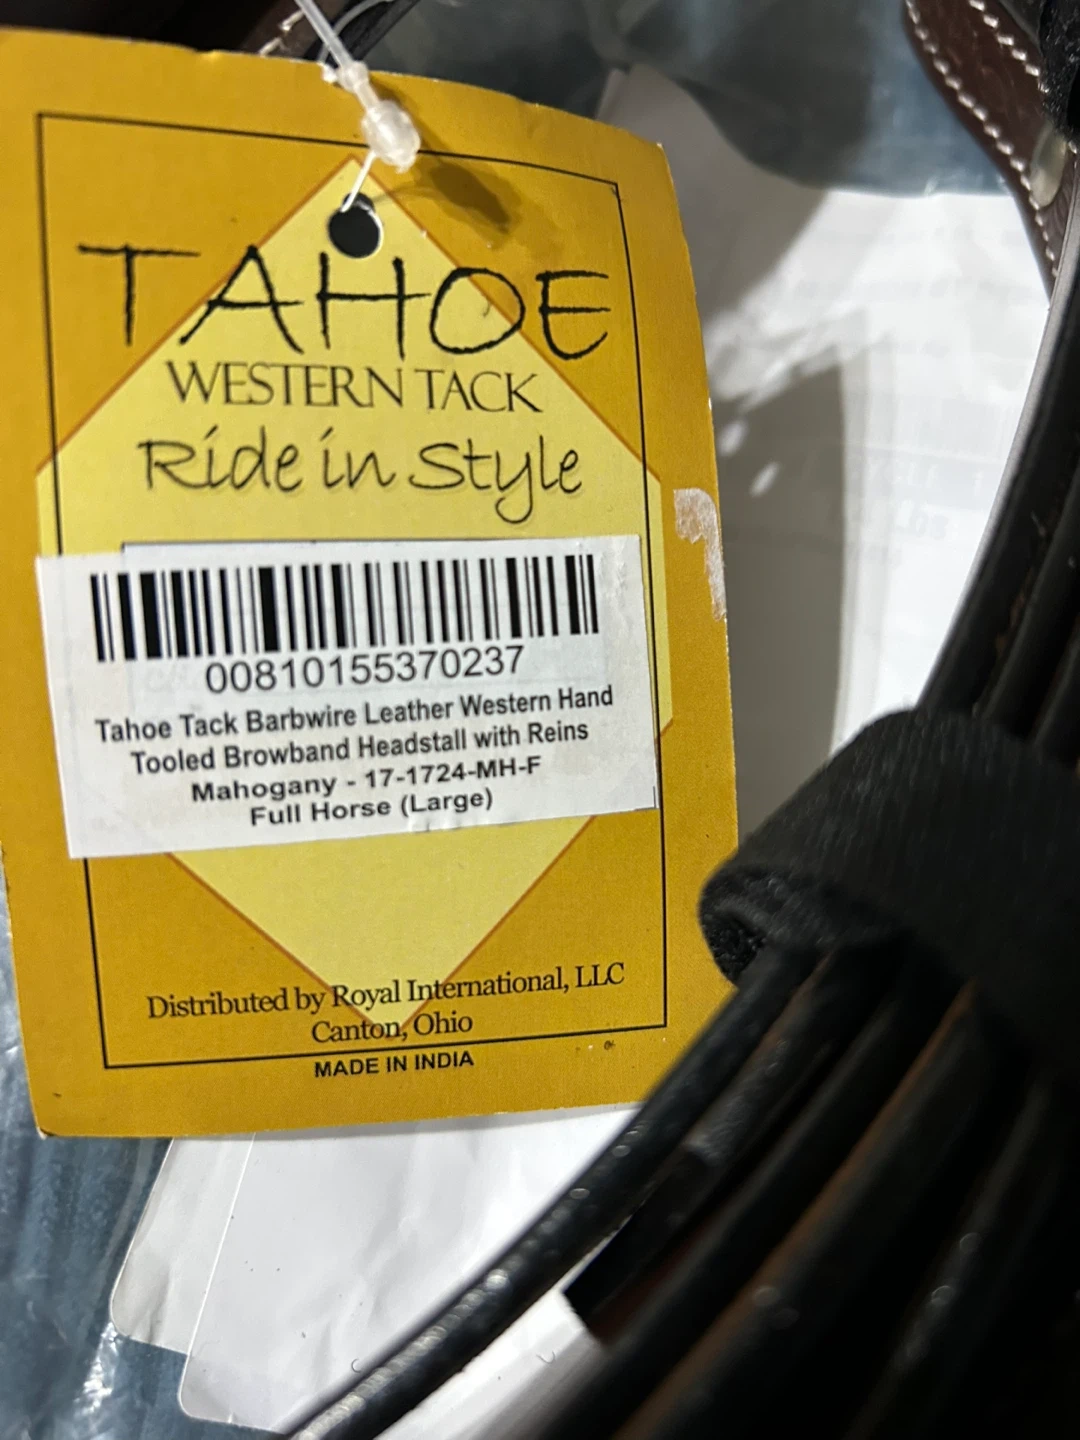 TAHOE
WESTERN TACK
Ride in Style
00810155370237
Tahoe Tack Barbwire Leather Western Hand
Tooled Browband Headstall with Reins
Mahogany - 17-1724-MH-F
Full Horse (Large)
Distributed by Royal International, LLC
Canton, Ohio
MADE IN INDIA